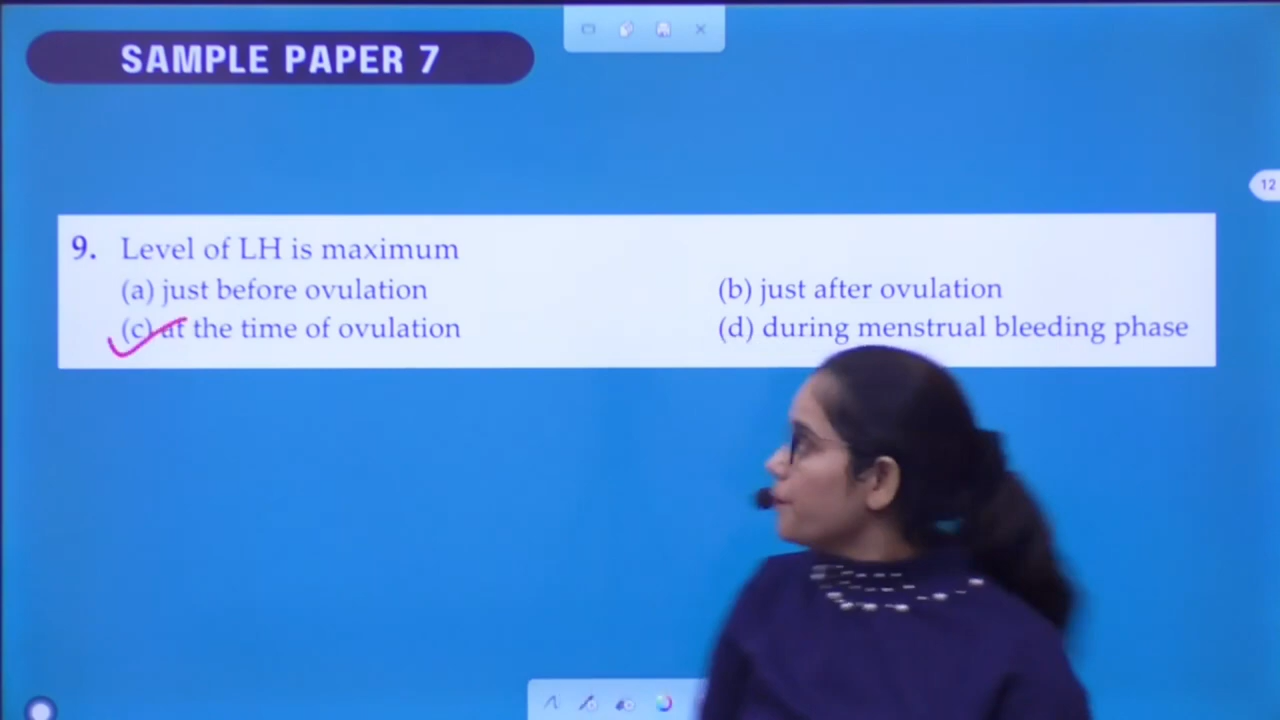 SAMPLE PAPER 7
12
9. Level of LH is maximum
(a) just before ovulation (b) just after ovulation
(c) at the time of ovulation (d) during menstrual bleeding phase